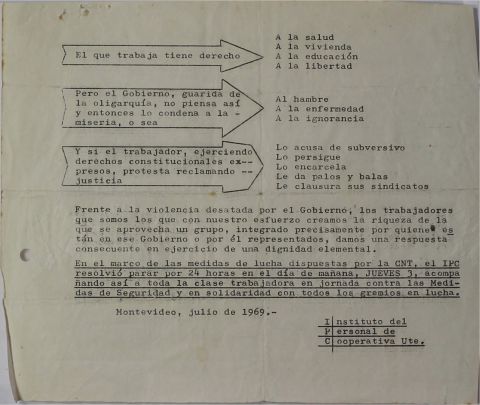 El que trabaja tiene derecho
A la salud
A la vivienda
A la educación
A la libertad
Pero el Gobierno, guarida de
la oligarquía, no piensa así
y entonces lo condena a la -
miseria, o sea
Al hambre
A la enfermedad
A la ignorancia
Y si el trabajador, ejerciendo
derechos constitucionales ex--
presos, protesta reclamando --
justicia
Lo acusa de subversivo
Lo persigue
Lo encarcela
Le da palos y balas
Le clausura sus sindicatos
Frente a la violencia desatada por el Gobierno, los trabajadores
que somos los que con nuestro esfuerzo creamos la riqueza de la
que se aprovecha un grupo, integrado precisamente por quienes es
tán en ese Gobierno o por él representados, damos una respuesta
consecuente en ejercicio de una dignidad elemental.
En el marco de las medidas de lucha dispuestas por la CNT, el IPC
resolvió parar por 24 horas en el día de mañana, JUEVES 3, acompa
ñando así a toda la clase trabajadora en jornada contra las Medi-
das de Seguridad y en solidaridad con todos los gremios en lucha.
Montevideo, julio de 1969.-
Instituto del
Personal de
Cooperativa Ute.